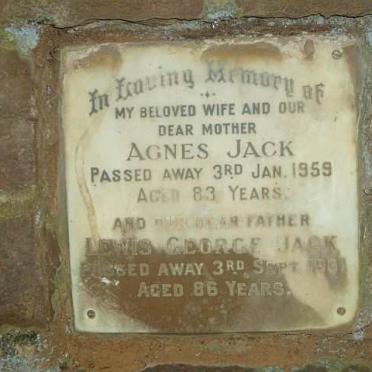 In Loving Memory of
MY BELOVED WIFE AND OUR
DEAR MOTHER
AGNES JACK
PASSED AWAY 3RD JAN. 1959
AGED 83 YEARS.
AND OUR DEAR FATHER
LEWIS GEORGE JACK
PASSED AWAY 3RD SEPT
AGED 86 YEARS.